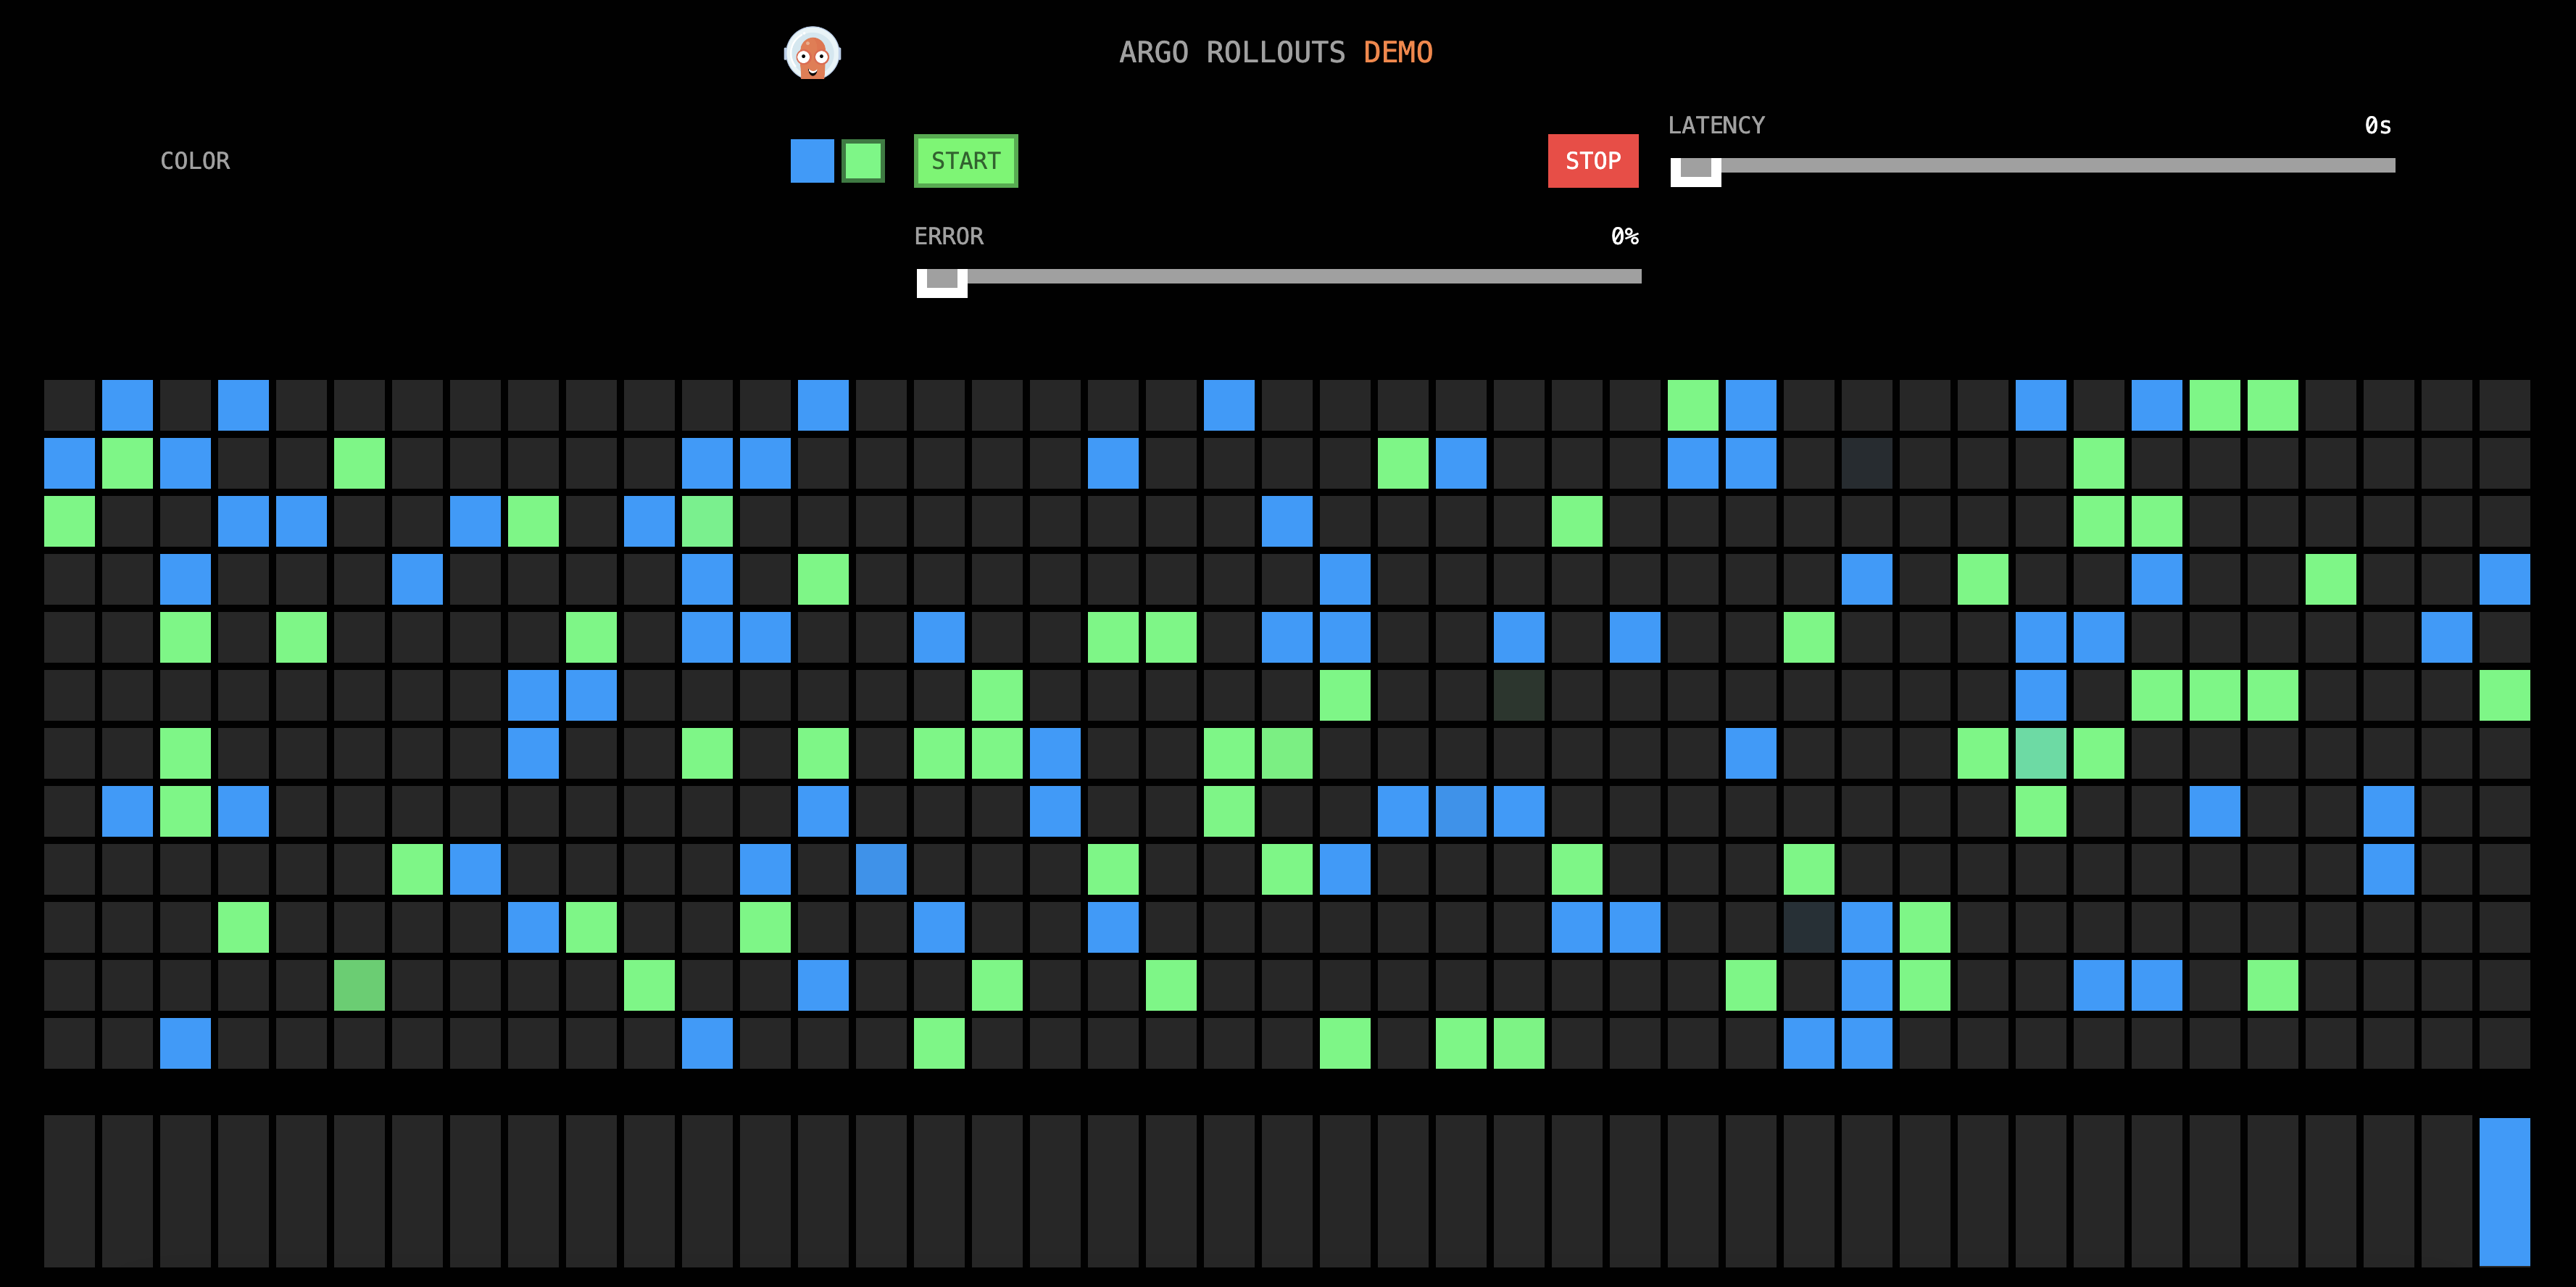 ARGO ROLLOUTS DEMO
COLOR
START
STOP
LATENCY 0s
ERROR 0%